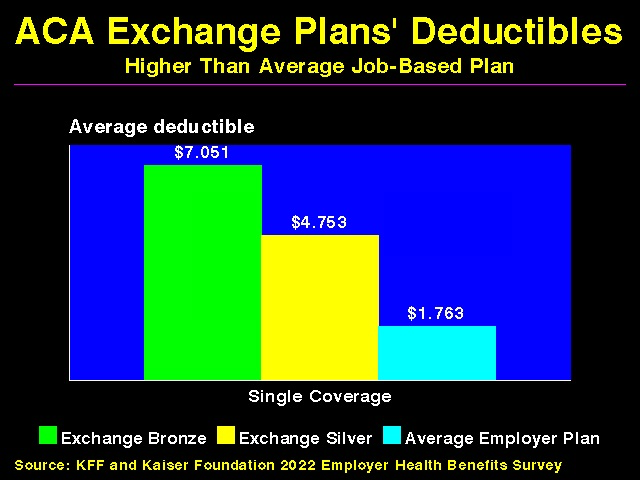 ACA Exchange Plans' Deductibles
Higher Than Average Job-Based Plan
Average deductible
$7.051
$4.753
$1.763
Single Coverage
Exchange Bronze Exchange Silver Average Employer Plan
Source: KFF and Kaiser Foundation 2022 Employer Health Benefits Survey